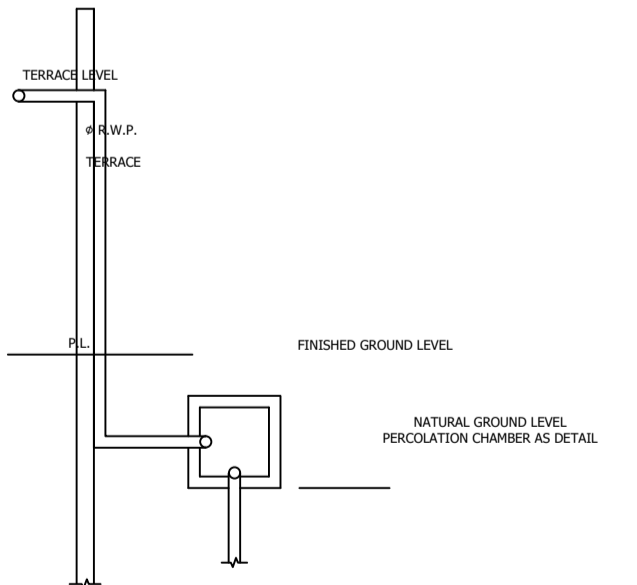 TERRACE LEVEL
ø R.W.P.
TERRACE
P.L.
FINISHED GROUND LEVEL
NATURAL GROUND LEVEL
PERCOLATION CHAMBER AS DETAIL